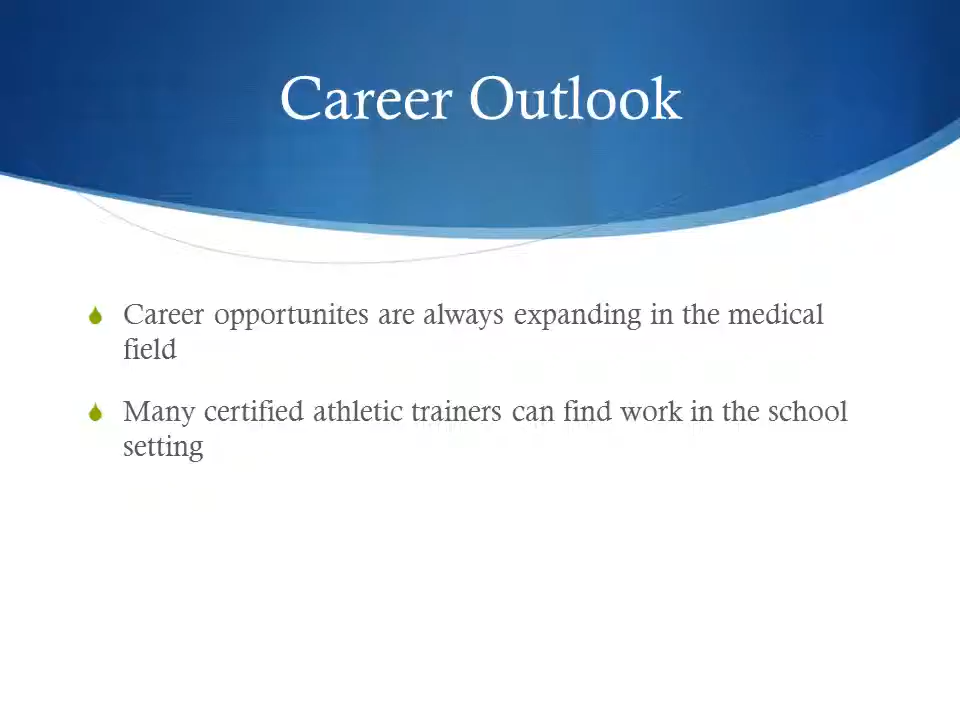 Career Outlook
Career opportunites are always expanding in the medical
field
Many certified athletic trainers can find work in the school
setting